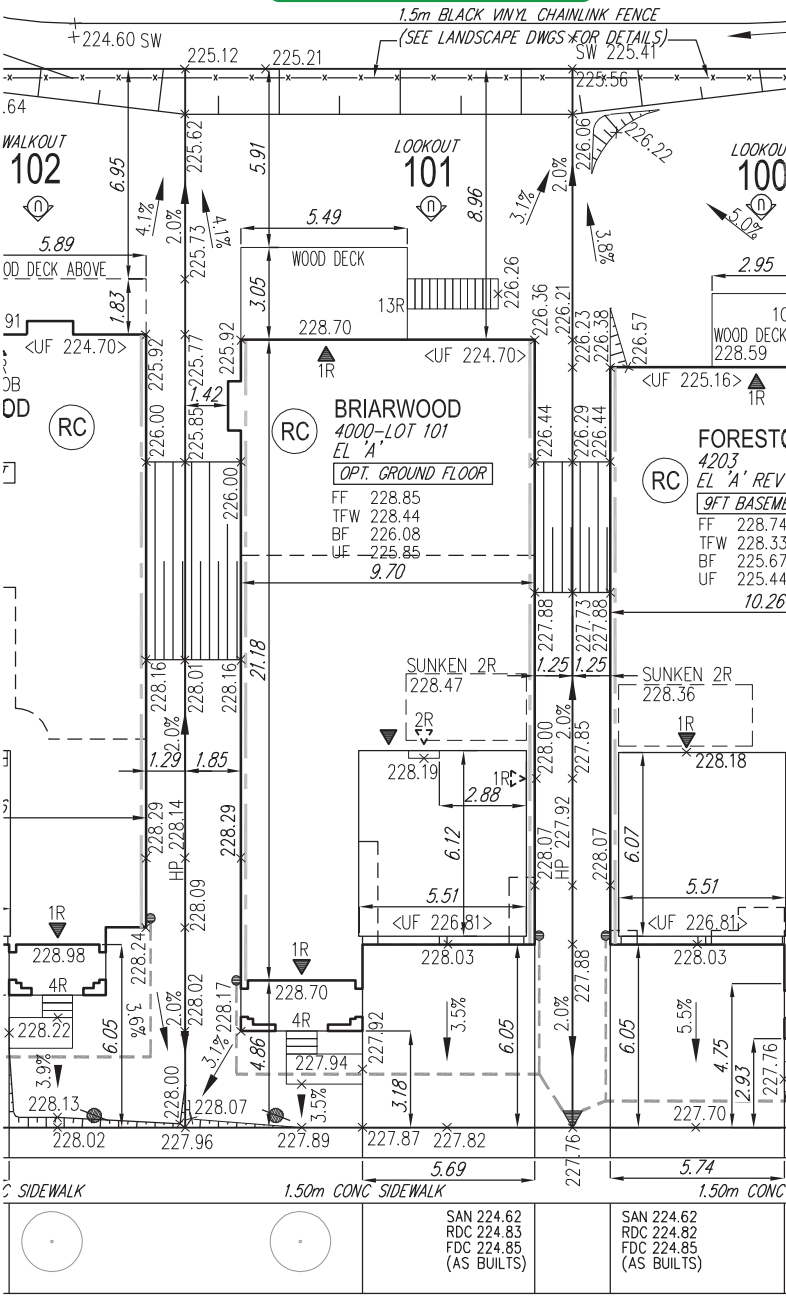 1.5m BLACK VINYL CHAINLINK FENCE
(SEE LANDSCAPE DWGS FOR DETAILS)
224.60 SW
225.12
225.21
SW 225.41
225.56
.64
WALKOUT
102
6.95
225.62
5.91
LOOKOUT
101
8.96
226.06
226.22
LOOKOU
100
4.1%
2.0%
4.1%
225.73
3.1%
2.0%
3.8%
5.0%
5.89
5.49
2.95
OD DECK ABOVE
WOOD DECK
1.83
3.05
13R
226.26
226.36
226.21
226.23
226.38
226.57
10
WOOD DECK
228.59
91
228.70
<UF 224.70>
225.92
225.77
225.92
1R
<UF 224.70>
<UF 225.16>
1R
R
OB
OD
RC
1.42
226.00
225.85
226.00
RC
BRIARWOOD
4000-LOT 101
EL 'A'
OPT. GROUND FLOOR
FF 228.85
TFW 228.44
BF 226.08
UF 225.85
9.70
226.44
226.29
226.44
RC
FOREST
4203
EL 'A' REV
9FT BASEME
FF 228.74
TFW 228.33
BF 225.67
UF 225.44
10.26
227.88
227.73
227.88
21.18
228.16
228.01
228.16
SUNKEN 2R
228.47
1.25
1.25
SUNKEN 2R
228.36
2.0%
1.29
1.85
2R
228.19
1R
228.00
2.0%
227.85
1R
228.18
2.88
228.29
HP 228.14
228.29
6.12
228.07
HP 227.92
228.07
6.07
5.51
5.51
228.09
1R
<UF 226.81>
<UF 226.81>
228.98
228.24
1R
228.03
227.88
228.03
4R
228.70
228.02
228.17
228.22
3.6%
2.0%
6.05
4R
227.92
3.5%
6.05
2.0%
6.05
5.5%
4.75
3.9%
3.1%
4.86
227.94
3.18
2.93
227.76
228.13
228.00
228.07
3.5%
227.70
228.02
227.96
227.89
227.87
227.82
227.76
5.69
5.74
C SIDEWALK
1.50m CONC SIDEWALK
1.50m CONC
SAN 224.62
RDC 224.83
FDC 224.85
(AS BUILTS)
SAN 224.62
RDC 224.82
FDC 224.85
(AS BUILTS)